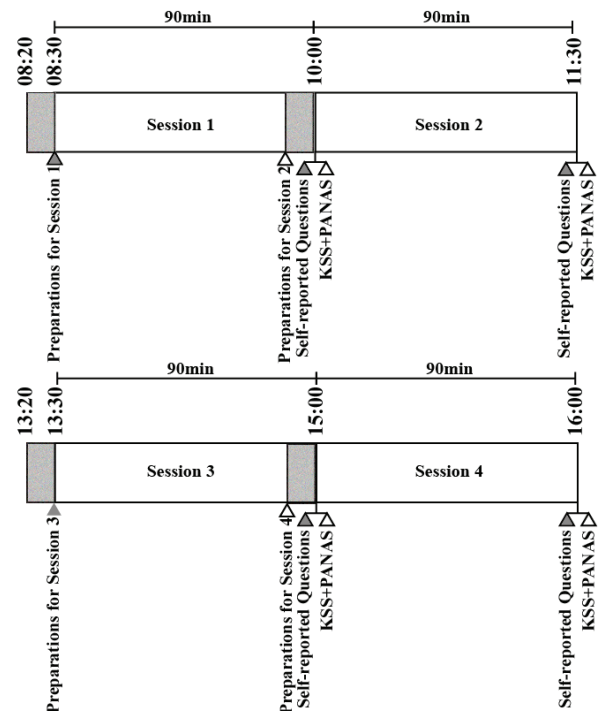 90min
90min
08:20
08:30
10:00
11:30
Session 1
Session 2
Preparations for Session 1
Preparations for Session 2
Self-reported Questions
KSS+PANAS
Self-reported Questions
KSS+PANAS
90min
90min
13:20
13:30
15:00
16:00
Session 3
Session 4
Preparations for Session 3
Preparations for Session 4
Self-reported Questions
KSS+PANAS
Self-reported Questions
KSS+PANAS